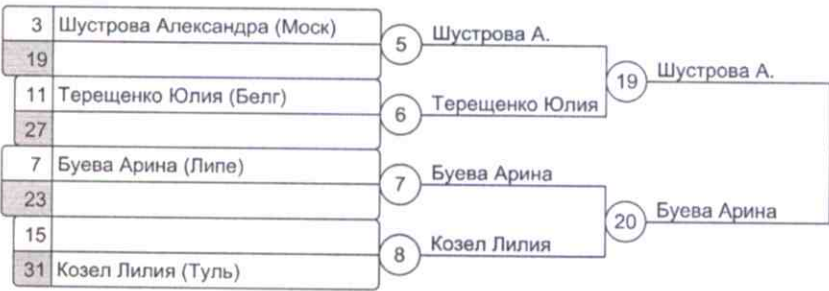 3 Шустрова Александра (Моск)
19
5 Шустрова А.
11 Терещенко Юлия (Белг)
27
6 Терещенко Юлия
19 Шустрова А.
7 Буева Арина (Липе)
23
7 Буева Арина
15
31 Козел Лилия (Туль)
8 Козел Лилия
20 Буева Арина